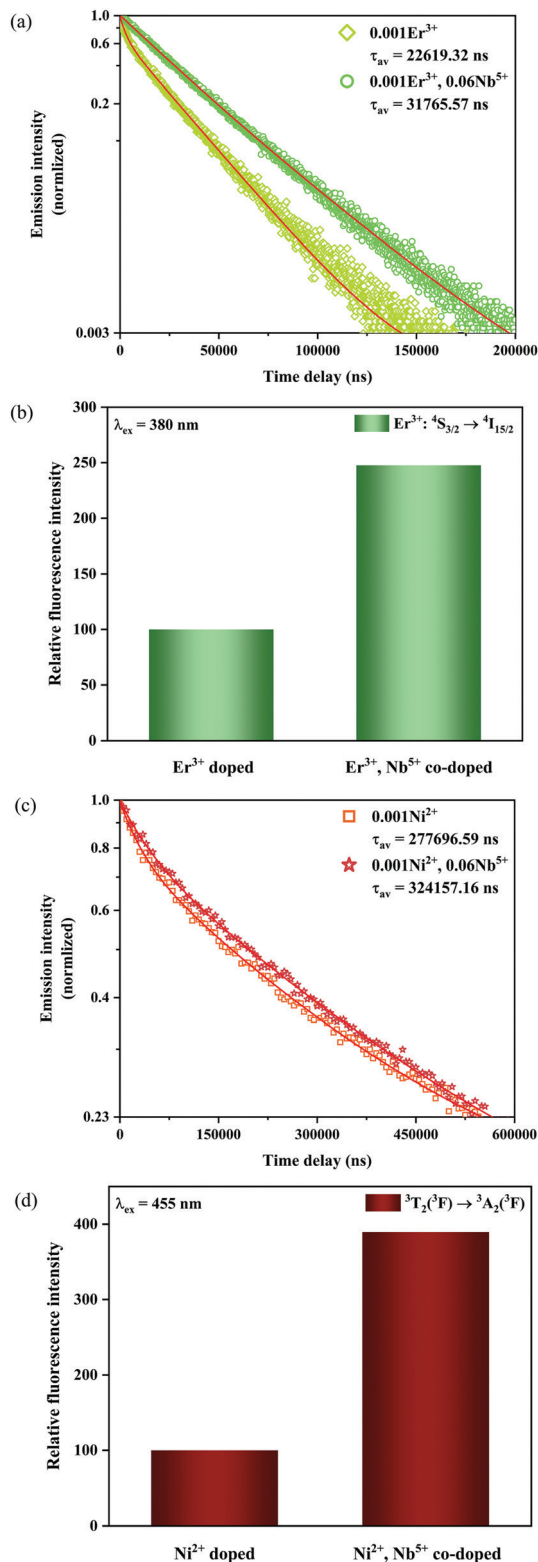 (a)
1.0
0.6
0.2
0.003
Emission intensity
(normlized)
0.001Er³⁺
τav = 22619.32 ns
0.001Er³⁺, 0.06Nb⁵⁺
τav = 31765.57 ns
0
50000
100000
150000
200000
Time delay (ns)
(b)
300
250
200
150
100
50
0
Relative fluorescence intensity
λex = 380 nm
Er³⁺: ⁴S3/2 → ⁴I15/2
Er³⁺ doped
Er³⁺, Nb⁵⁺ co-doped
(c)
1.0
0.8
0.6
0.4
0.23
Emission intensity
(normlized)
0.001Ni²⁺
τav = 277696.59 ns
0.001Ni²⁺, 0.06Nb⁵⁺
τav = 324157.16 ns
0
150000
300000
450000
600000
Time delay (ns)
(d)
400
300
200
100
0
Relative fluorescence intensity
λex = 455 nm
³T₂(³F) → ³A₂(³F)
Ni²⁺ doped
Ni²⁺, Nb⁵⁺ co-doped